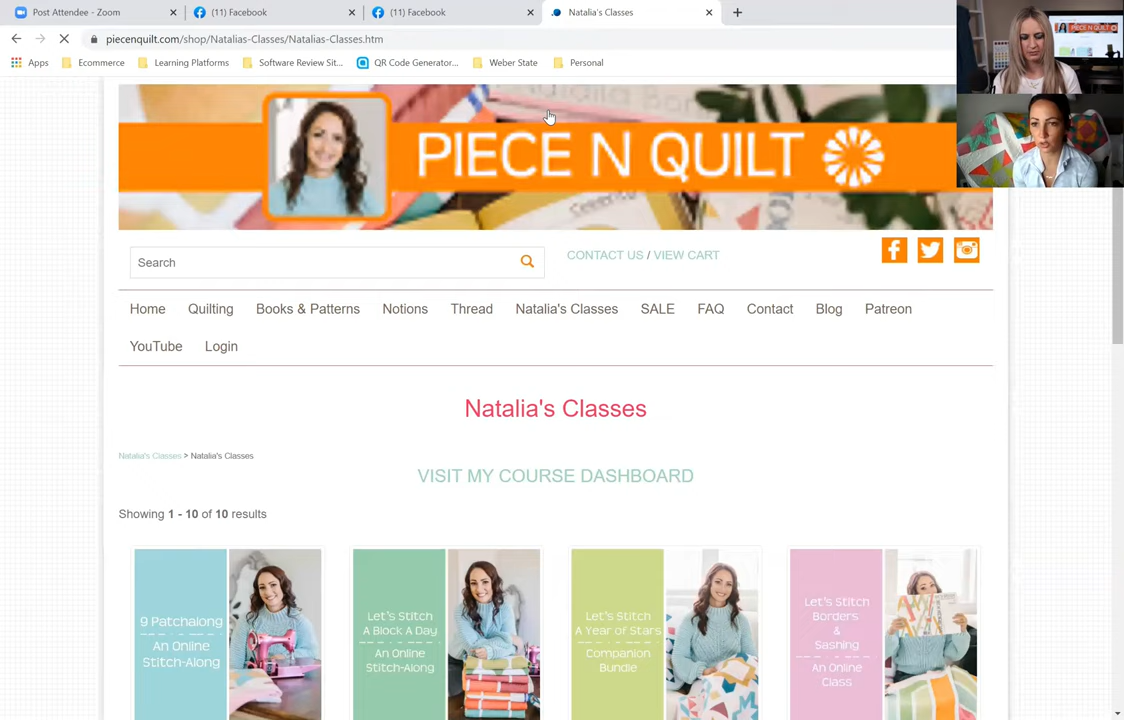 Post Attendee - Zoom
(11) Facebook
(11) Facebook
Natalia's Classes
piecenquilt.com/shop/Natalias-Classes/Natalias-Classes.htm
Apps
Ecommerce
Learning Platforms
Software Review Sit...
QR Code Generator...
Weber State
Personal
PIECE N QUILT
Search
CONTACT US / VIEW CART
Home
Quilting
Books & Patterns
Notions
Thread
Natalia's Classes
SALE
FAQ
Contact
Blog
Patreon
YouTube
Login
Natalia's Classes
Natalia's Classes > Natalia's Classes
VISIT MY COURSE DASHBOARD
Showing 1 - 10 of 10 results
9 Patchalong
An Online
Stitch-Along
Let's Stitch
A Block A Day
An Online
Stitch-Along
Let's Stitch
A Year of Stars
Companion
Bundle
Let's Stitch
Borders
&
Sashing
An Online
Class